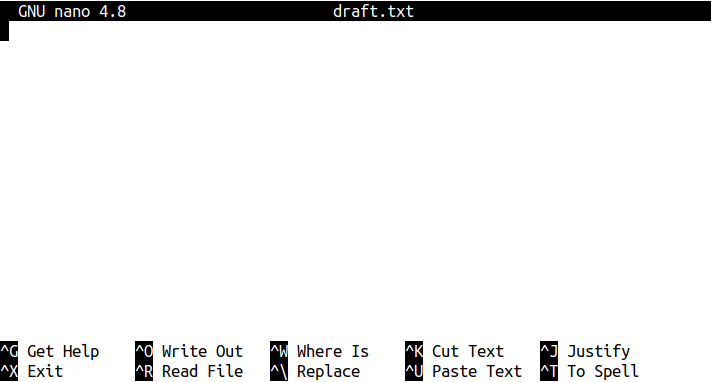 GNU nano 4.8 draft.txt
^G Get Help ^O Write Out ^W Where Is ^K Cut Text ^J Justify
^X Exit ^R Read File ^\ Replace ^U Paste Text ^T To Spell